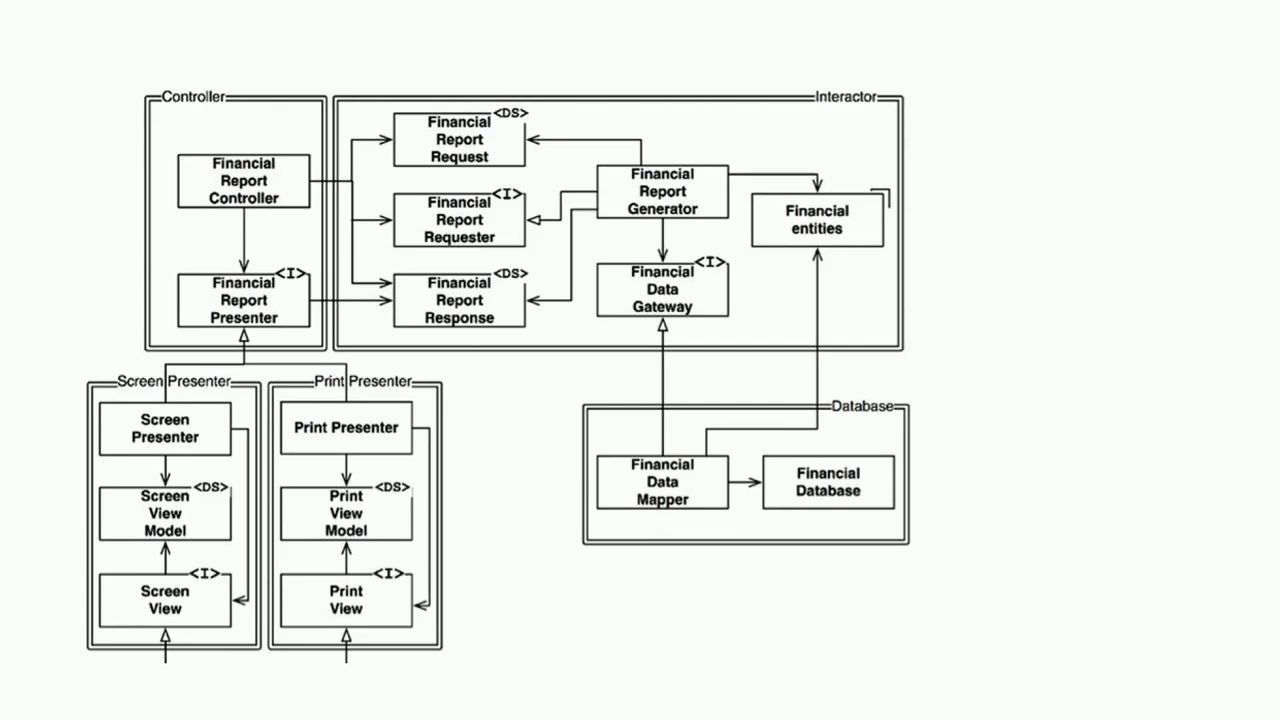 Controller
Interactor
<DS>
Financial
Report
Request
Financial
Report
Controller
<I>
Financial
Report
Requester
Financial
Report
Generator
Financial
entities
<I>
Financial
Report
Presenter
<DS>
Financial
Report
Response
<I>
Financial
Data
Gateway
Screen Presenter
Print Presenter
Database
Screen
Presenter
Print Presenter
Financial
Data
Mapper
Financial
Database
<DS>
Screen
View
Model
<DS>
Print
View
Model
<I>
Screen
View
<I>
Print
View